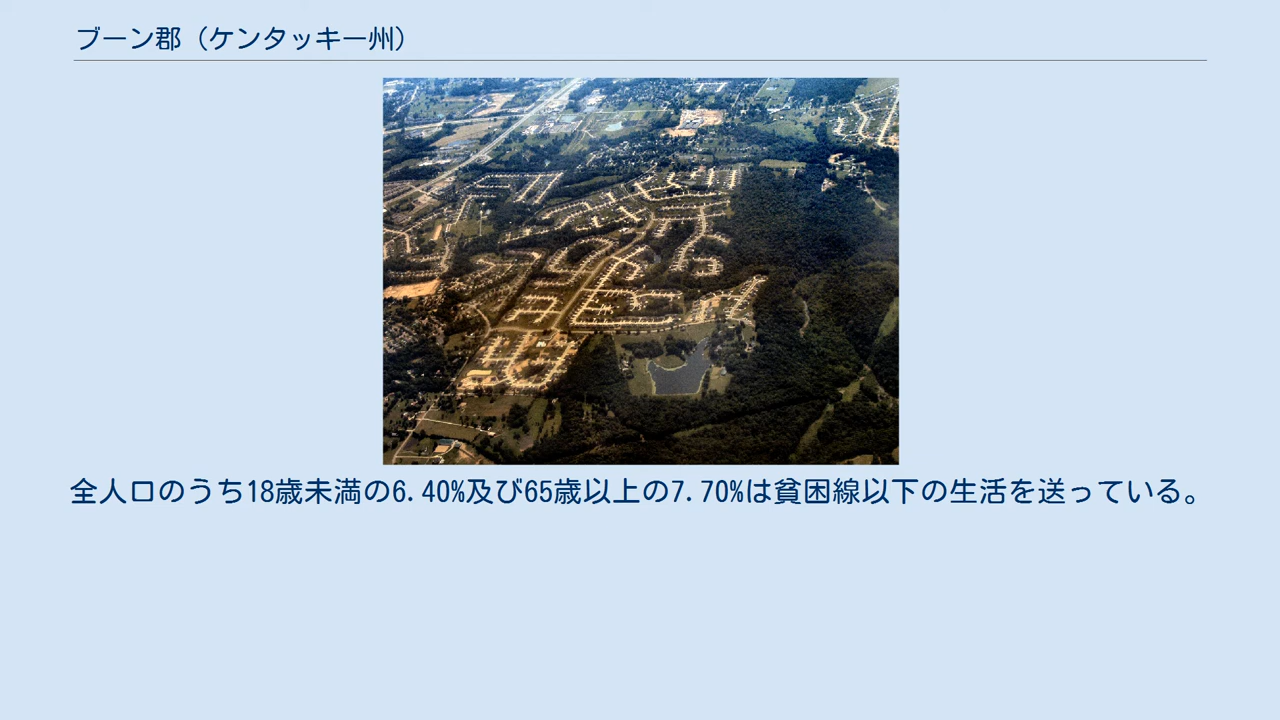 ブーン郡（ケンタッキー州）
全人口のうち18歳未満の6.40%及び65歳以上の7.70%は貧困線以下の生活を送っている。